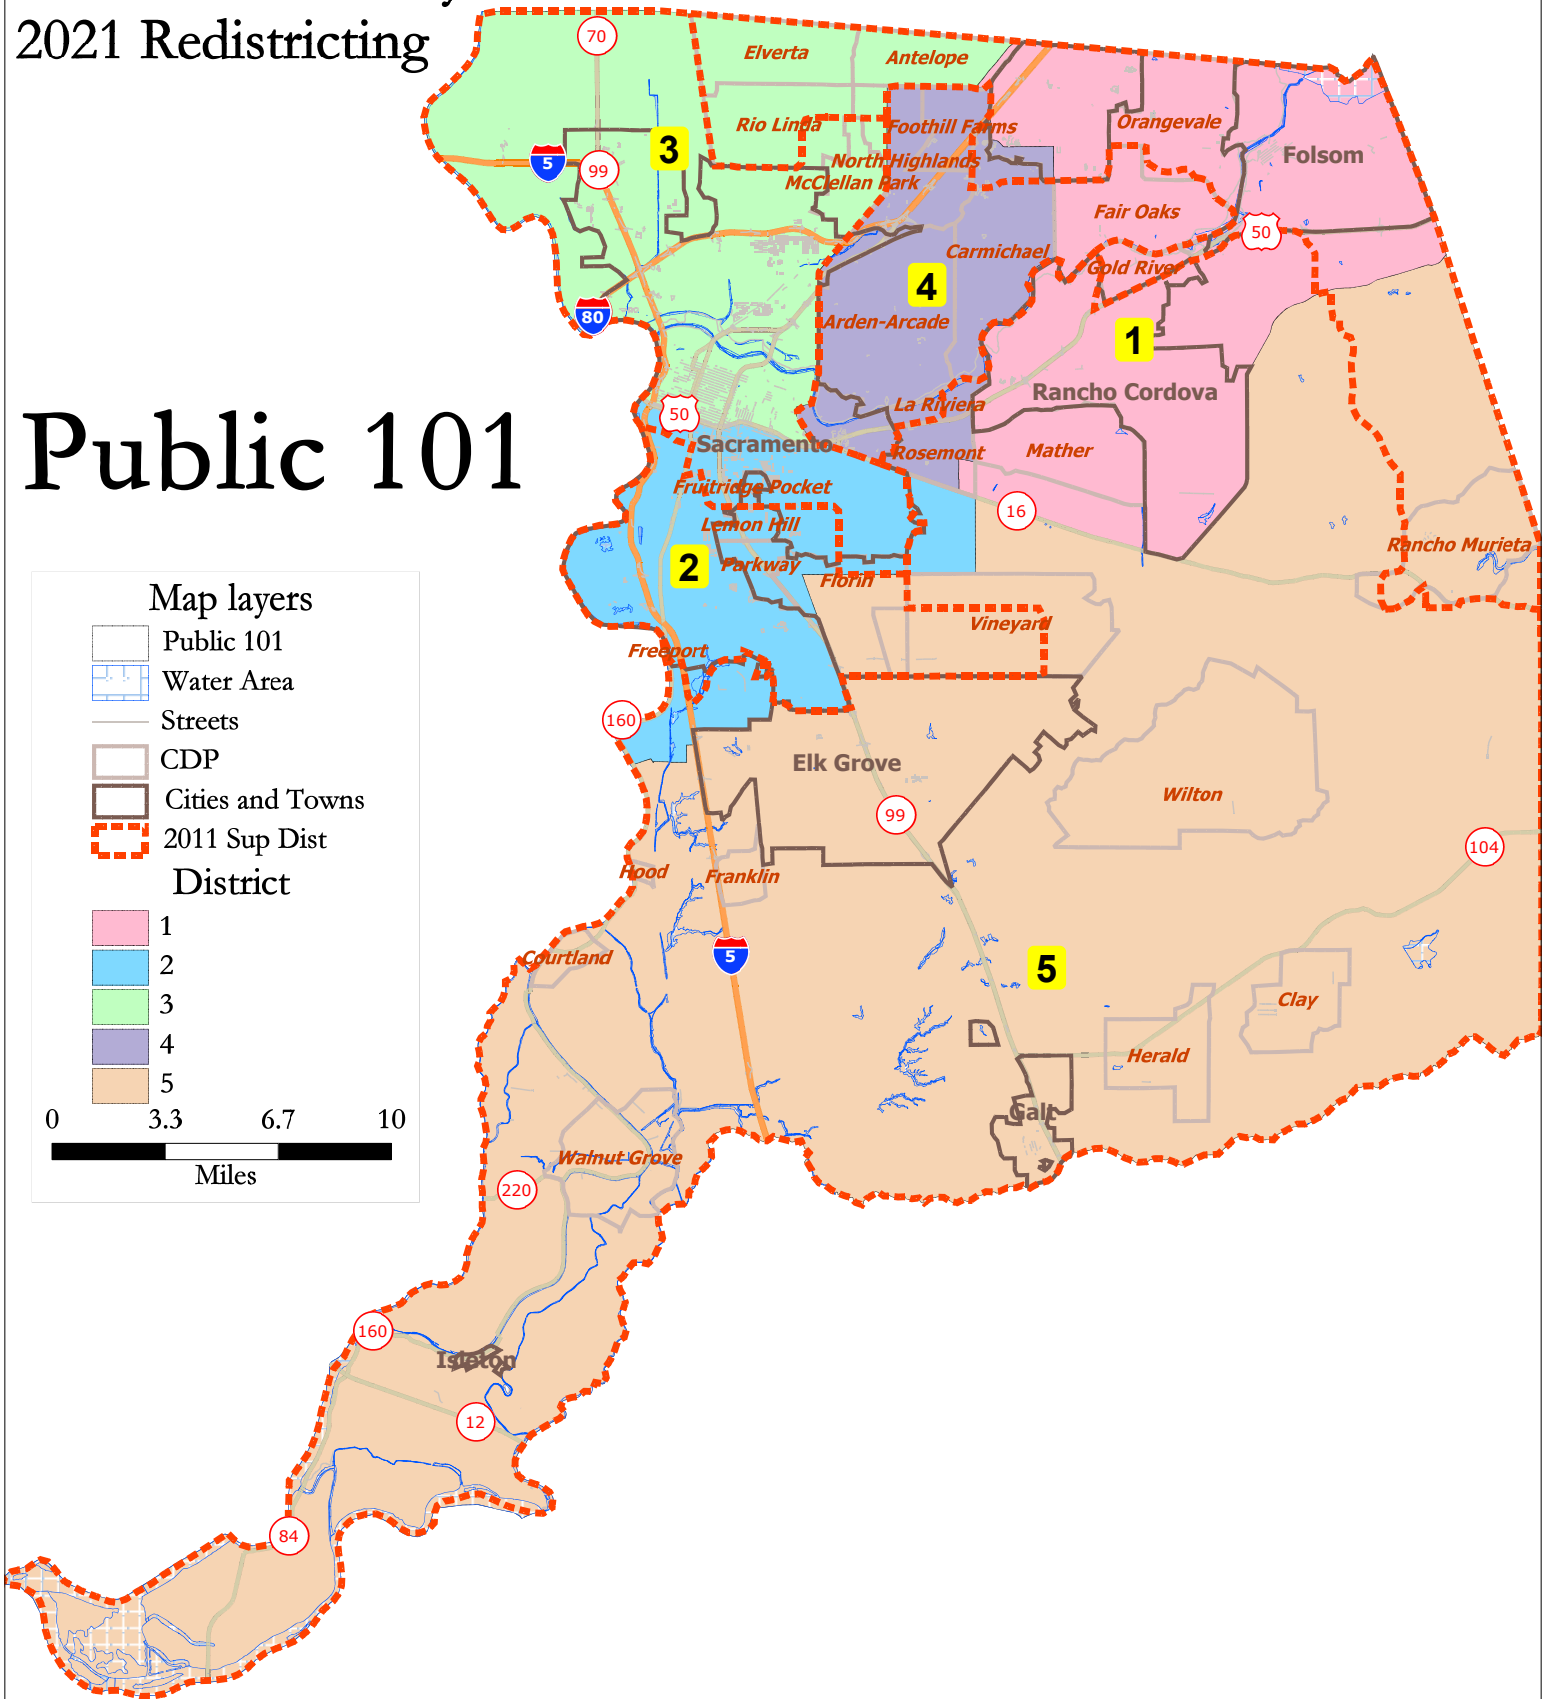 2021 Redistricting
Public 101
Map layers
Public 101
Water Area
Streets
CDP
Cities and Towns
2011 Sup Dist
District
1
2
3
4
5
0 3.3 6.7 10
Miles
70
Elverta
Antelope
Rio Linda
Foothill Farms
Orangevale
3
5
99
North Highlands
McClellan Park
Folsom
Fair Oaks
50
Carmichael
Gold River
4
80
Arden-Arcade
1
Rancho Cordova
La Riviera
50
Sacramento
Rosemont
Mather
Fruitridge Pocket
16
Lemon Hill
2
Parkway
Florin
Rancho Murieta
Vineyard
Freeport
160
Elk Grove
Wilton
99
104
Hood
Franklin
Courtland
5
5
Clay
Herald
Galt
Walnut Grove
220
160
Isleton
12
84